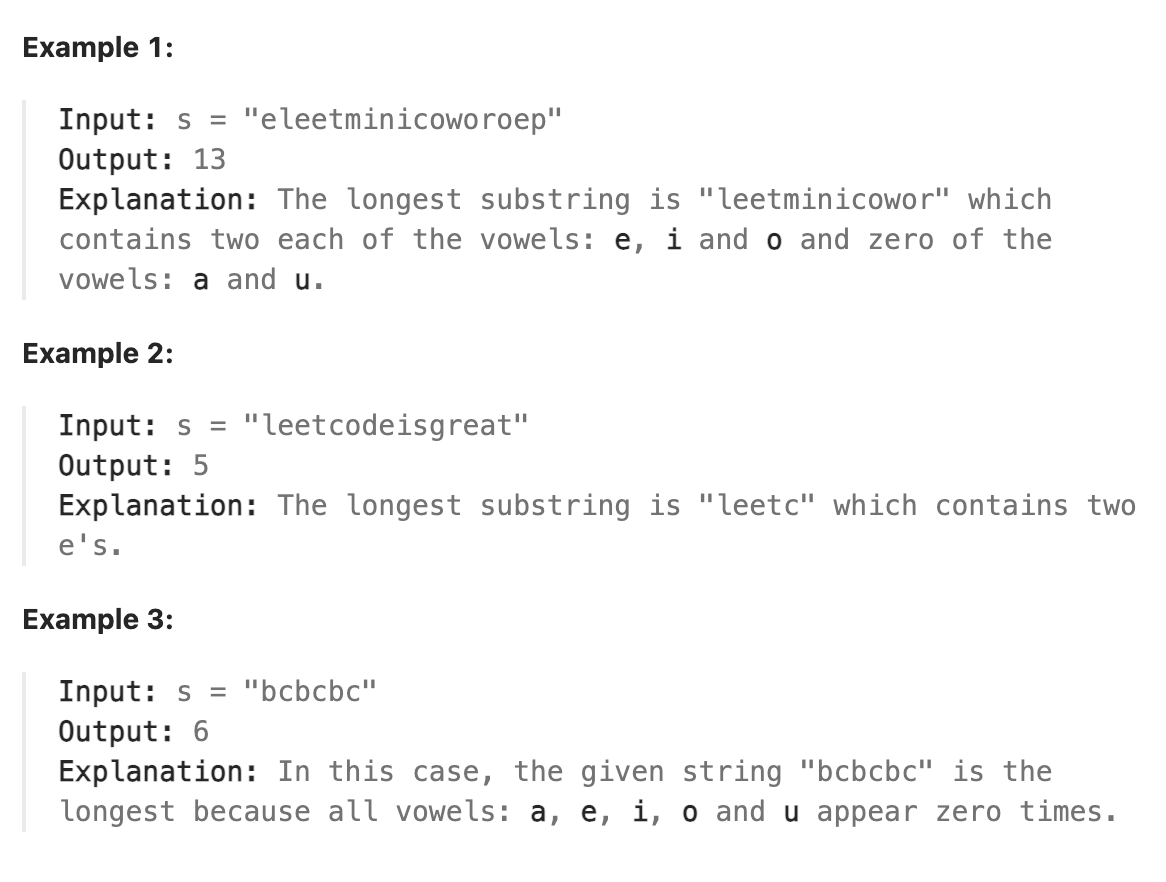 Example 1:
Input: s = "eleetminicoworoep"
Output: 13
Explanation: The longest substring is "leetminicowor" which
contains two each of the vowels: e, i and o and zero of the
vowels: a and u.
Example 2:
Input: s = "leetcodeisgreat"
Output: 5
Explanation: The longest substring is "leetc" which contains two
e's.
Example 3:
Input: s = "bcbcbc"
Output: 6
Explanation: In this case, the given string "bcbcbc" is the
longest because all vowels: a, e, i, o and u appear zero times.